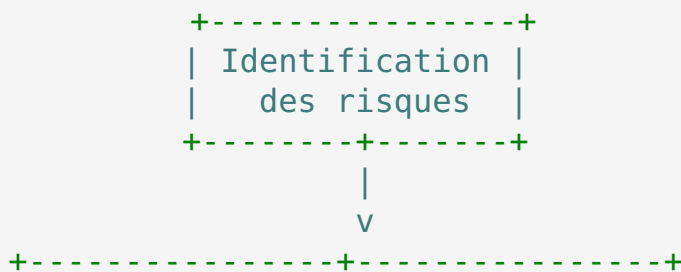 +----------------+
| Identification |
| des risques |
+--------+-------+
|
v
+----------------+----------------+